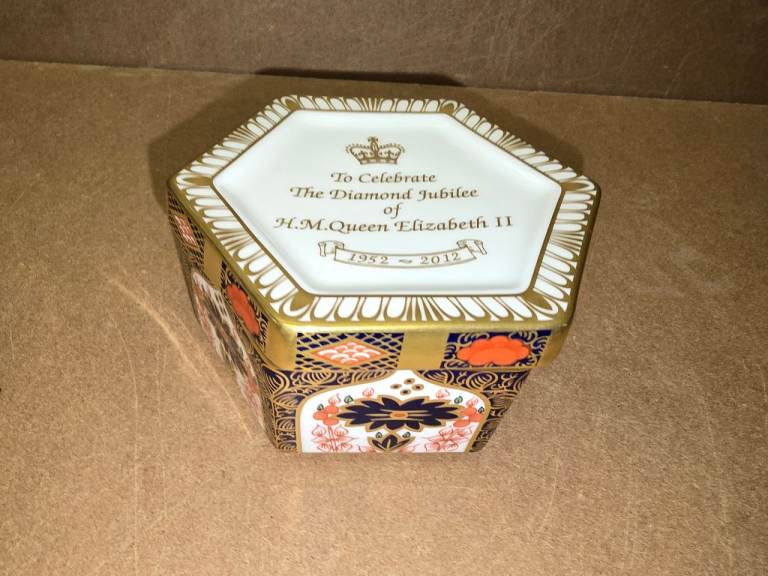 To Celebrate
The Diamond Jubilee
of
H.M.Queen Elizabeth II
1952 ~ 2012